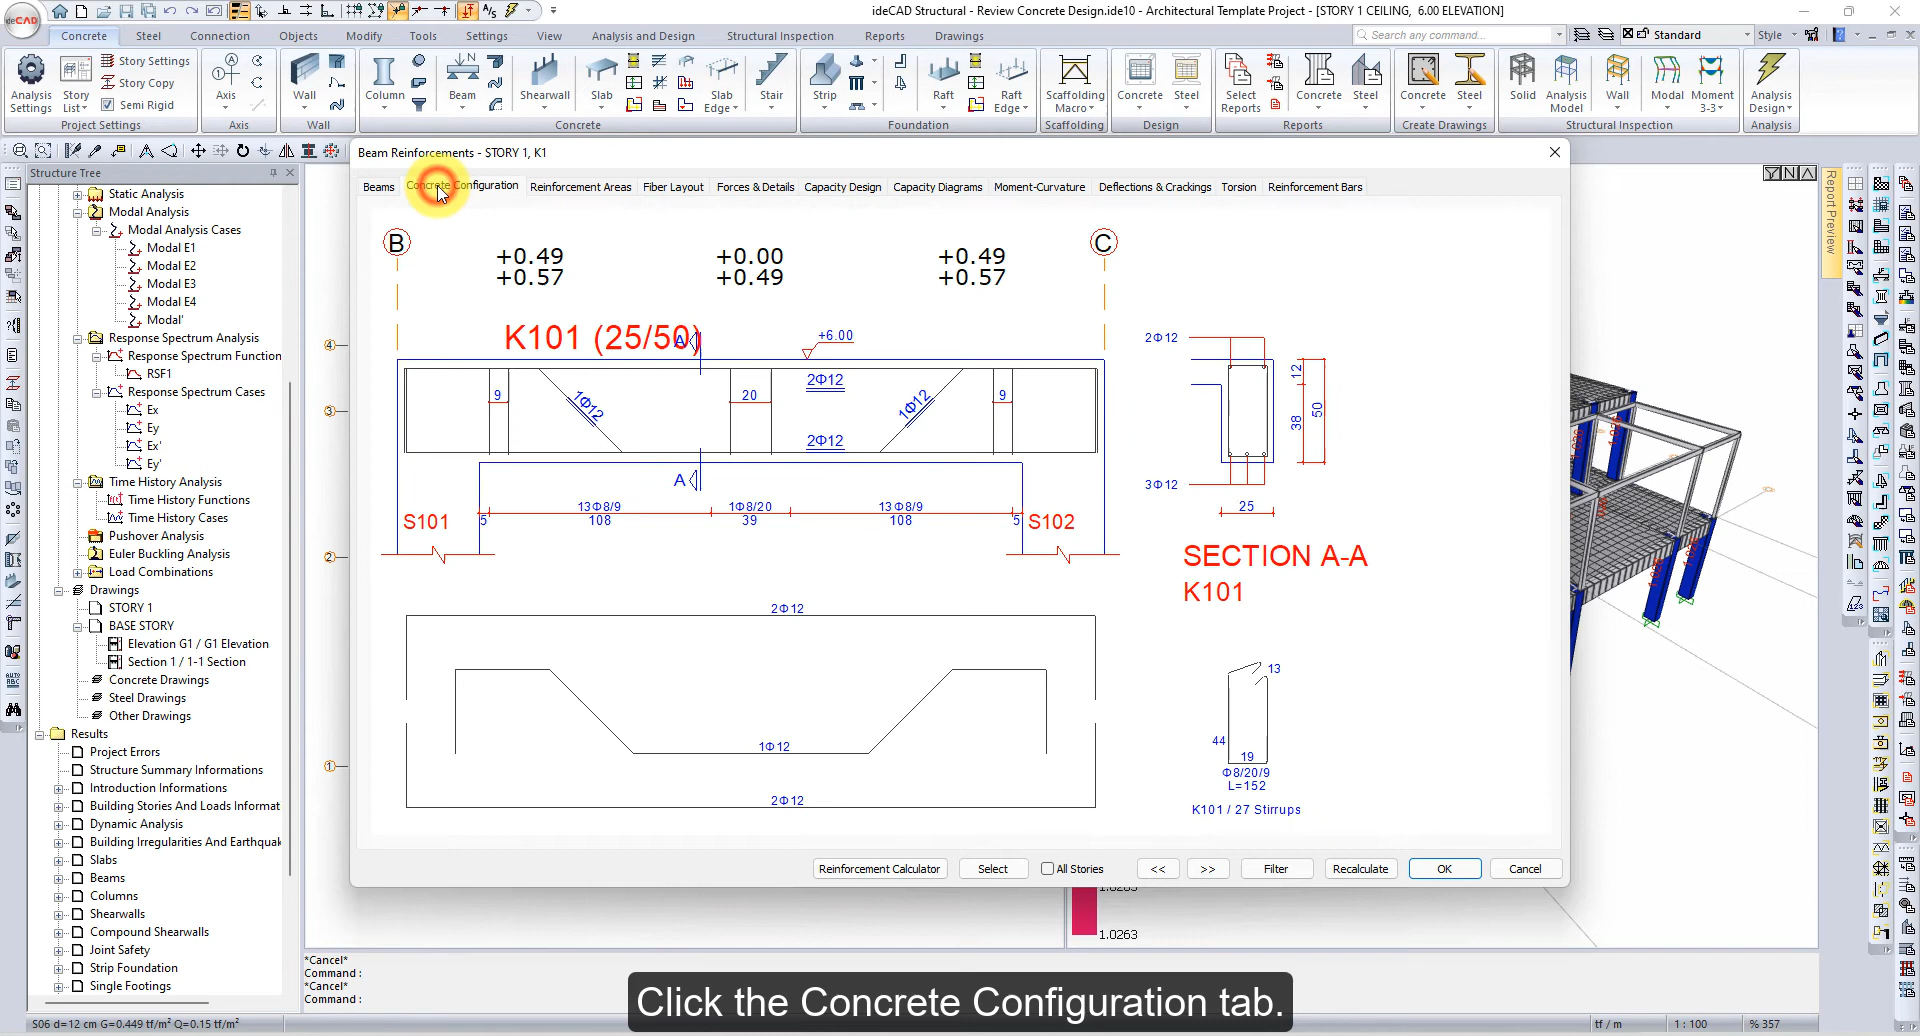 ideCAD
ideCAD Structural - Review Concrete Design.ide10 - Architectural Template Project - [STORY 1 CEILING,  6.00 ELEVATION]
Concrete Steel Connection Objects Modify Tools Settings View Analysis and Design Structural Inspection Reports Drawings
Search any command...
Standard
Style
Analysis Settings
Story List
Story Settings
Story Copy
Semi Rigid
Axis
Wall
Column
Beam
Shearwall
Slab
Slab Edge
Stair
Strip
Raft
Raft Edge
Scaffolding Macro
Concrete
Steel
Select Reports
Concrete
Steel
Concrete
Steel
Solid
Analysis Model
Wall
Modal
Moment 3-3
Analysis Design
Project Settings Axis Wall Concrete Foundation Scaffolding Design Reports Create Drawings Structural Inspection Analysis
Structure Tree
Static Analysis
Modal Analysis
Modal Analysis Cases
Modal E1
Modal E2
Modal E3
Modal E4
Modal'
Response Spectrum Analysis
Response Spectrum Function
RSF1
Response Spectrum Cases
Ex
Ey
Ex'
Ey'
Time History Analysis
Time History Functions
Time History Cases
Pushover Analysis
Euler Buckling Analysis
Load Combinations
Drawings
STORY 1
BASE STORY
Elevation G1 / G1 Elevation
Section 1 / 1-1 Section
Concrete Drawings
Steel Drawings
Other Drawings
Results
Project Errors
Structure Summary Informations
Introduction Informations
Building Stories And Loads Informat
Dynamic Analysis
Building Irregularities And Earthquak
Slabs
Beams
Columns
Shearwalls
Compound Shearwalls
Joint Safety
Strip Foundation
Single Footings
4
3
2
1
Beam Reinforcements - STORY 1, K1
Beams Concrete Configuration Reinforcement Areas Fiber Layout Forces & Details Capacity Design Capacity Diagrams Moment-Curvature Deflections & Crackings Torsion Reinforcement Bars
B
+0.49 +0.00 +0.49
+0.57 +0.49 +0.57
C
K101 (25/50)
A
+6.00
9
1Φ12
20
2Φ12
1Φ12
9
2Φ12
A
13Φ8/9 1Φ8/20 13Φ8/9
S101 5 108 39 108 5 S102
2Φ12
12
38
50
3Φ12
25
SECTION A-A
K101
2Φ12
1Φ12
2Φ12
13
44
19
Φ8/20/9
L=152
K101 / 27 Stirrups
Reinforcement Calculator Select All Stories << >> Filter Recalculate OK Cancel
Report Preview
1.0263
*Cancel*
Command :
*Cancel*
Command :
Click the Concrete Configuration tab.
S06 d=12 cm G=0.449 tf/m² Q=0.15 tf/m²
tf / m
1 : 100
% 357